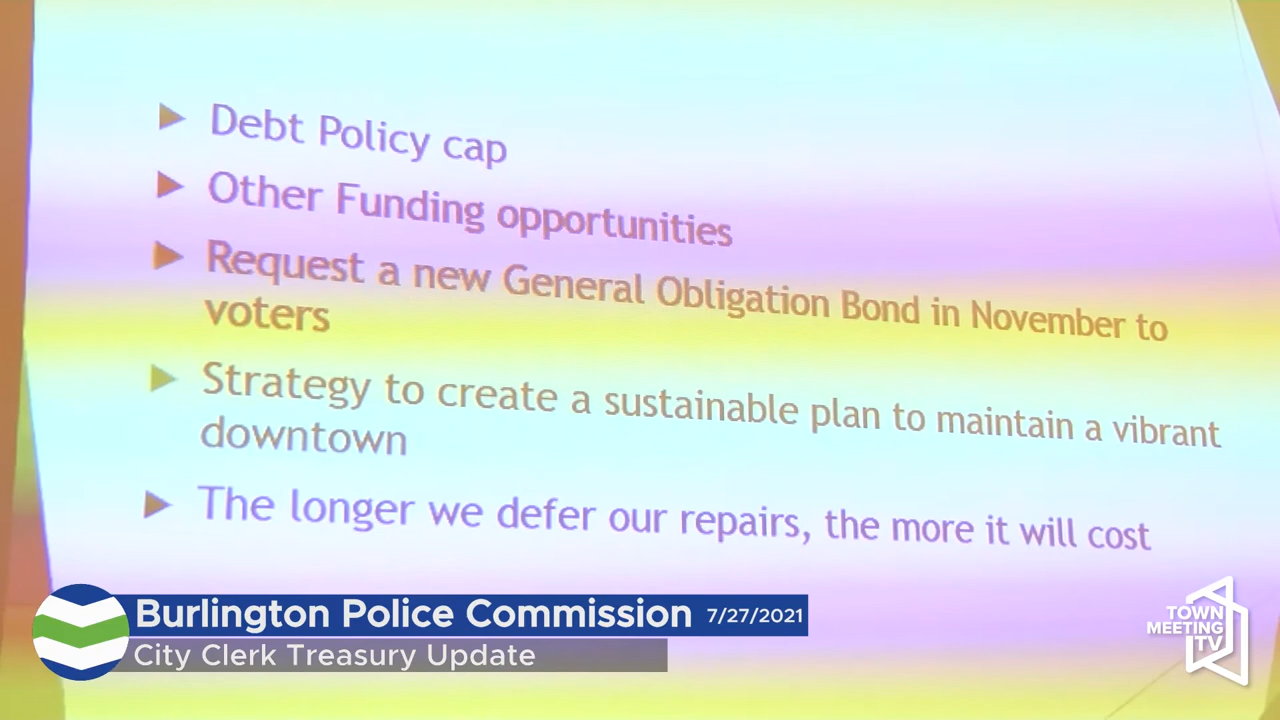 Debt Policy cap
Other Funding opportunities
Request a new General Obligation Bond in November to
voters
Strategy to create a sustainable plan to maintain a vibrant
downtown
The longer we defer our repairs, the more it will cost
Burlington Police Commission 7/27/2021
City Clerk Treasury Update
TOWN
MEETING
TV